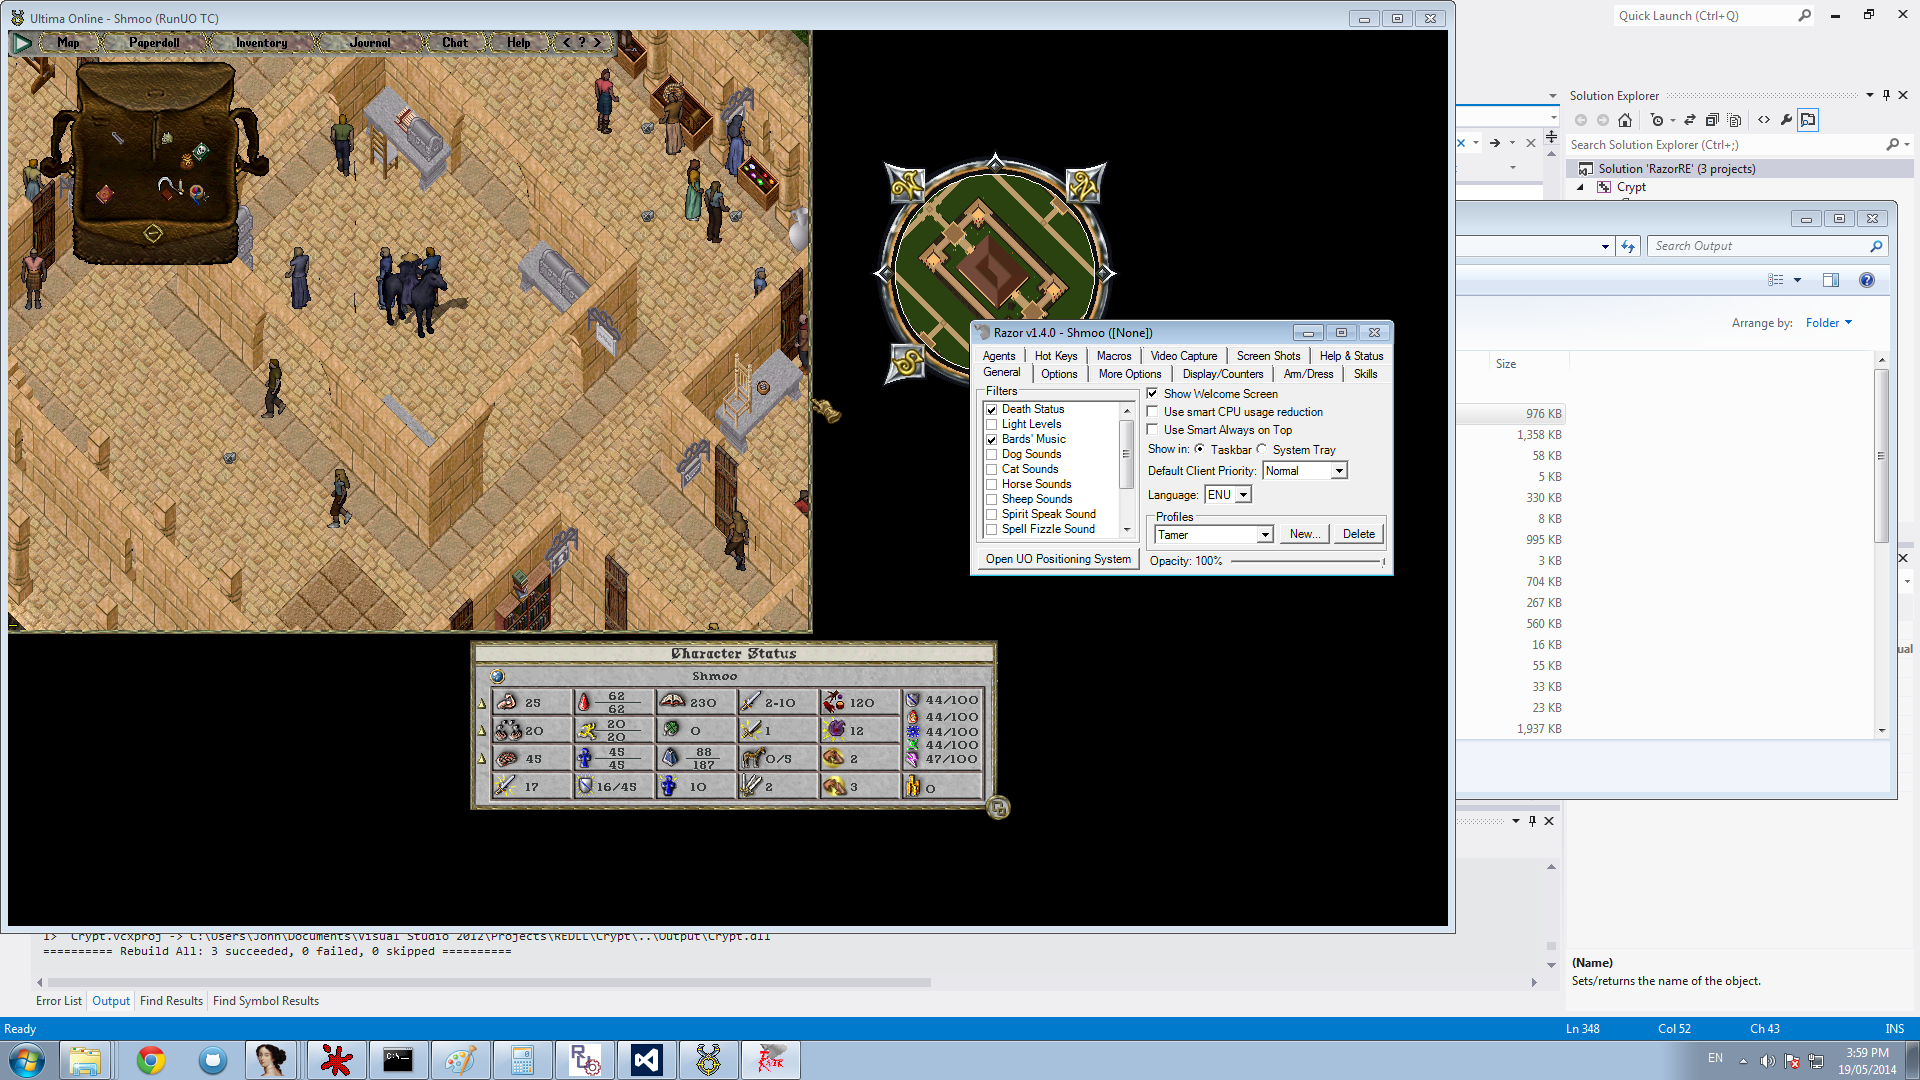 Ultima Online - Shmoo (RunUO TC)
Map Paperdoll Inventory Journal Chat Help < ? >
Quick Launch (Ctrl+Q)
Solution Explorer
Search Solution Explorer (Ctrl+;)
Solution 'RazorRE' (3 projects)
Crypt
Search Output
Arrange by: Folder
Size
976 KB
1,358 KB
58 KB
5 KB
330 KB
8 KB
995 KB
3 KB
704 KB
267 KB
560 KB
16 KB
55 KB
33 KB
23 KB
1,937 KB
Razor v1.4.0 - Shmoo ([None])
Agents Hot Keys Macros Video Capture Screen Shots Help & Status
General Options More Options Display/Counters Arm/Dress Skills
Filters
Death Status
Light Levels
Bards' Music
Dog Sounds
Cat Sounds
Horse Sounds
Sheep Sounds
Spirit Speak Sound
Spell Fizzle Sound
Open UO Positioning System
Show Welcome Screen
Use smart CPU usage reduction
Use Smart Always on Top
Show in: Taskbar System Tray
Default Client Priority: Normal
Language: ENU
Profiles
Tamer New... Delete
Opacity: 100%
Character Status
Shmoo
25 62 62 230 2-10 120 44/100
44/100
20 20 20 0 1 12 44/100
44/100
45 45 45 88 187 0/5 2 47/100
17 16/45 10 2 3 0
1> Crypt.vcxproj -> C:\Users\John\Documents\Visual Studio 2012\Projects\REDLL\Crypt\..\Output\Crypt.dll
========== Rebuild All: 3 succeeded, 0 failed, 0 skipped ==========
Error List Output Find Results Find Symbol Results
(Name)
Sets/returns the name of the object.
Ready Ln 348 Col 52 Ch 43 INS
EN
3:59 PM
19/05/2014